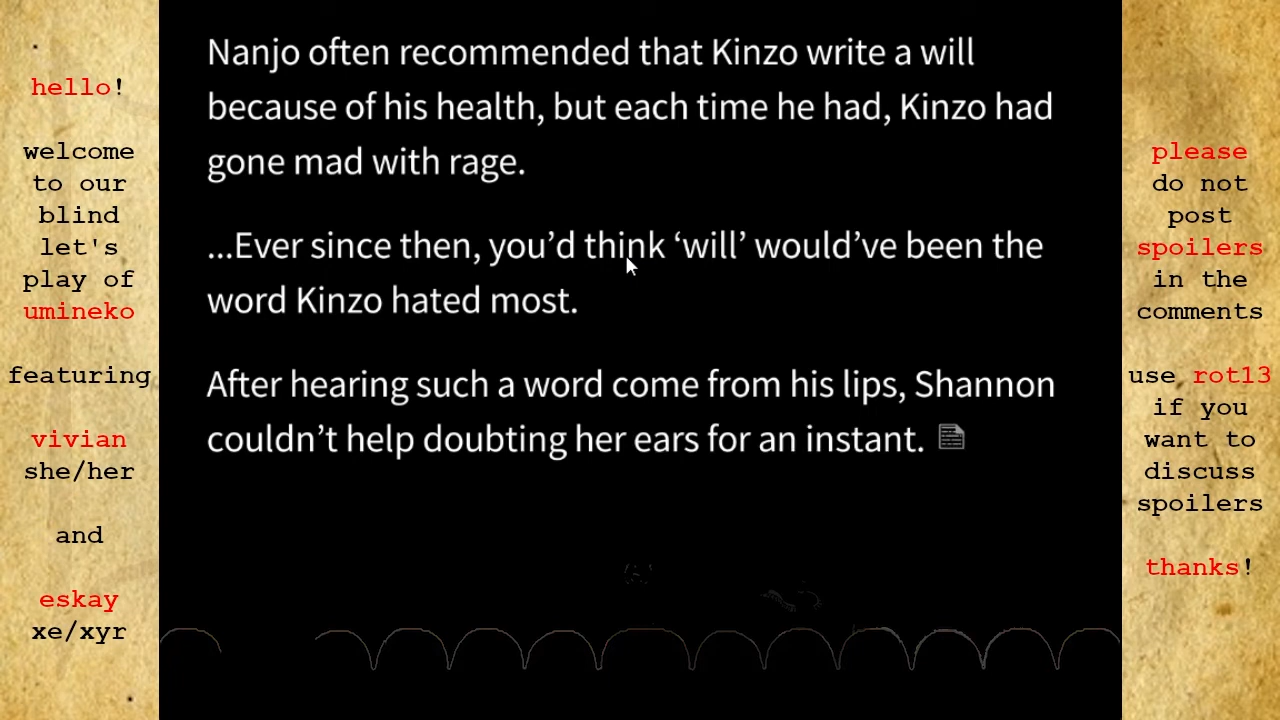 hello!
welcome
to our
blind
let's
play of
umineko
featuring
vivian
she/her
and
eskay
xe/xyr
Nanjo often recommended that Kinzo write a will
because of his health, but each time he had, Kinzo had
gone mad with rage.
...Ever since then, you’d think ‘will’ would’ve been the
word Kinzo hated most.
After hearing such a word come from his lips, Shannon
couldn’t help doubting her ears for an instant.
please
do not
post
spoilers
in the
comments
use rot13
if you
want to
discuss
spoilers
thanks!